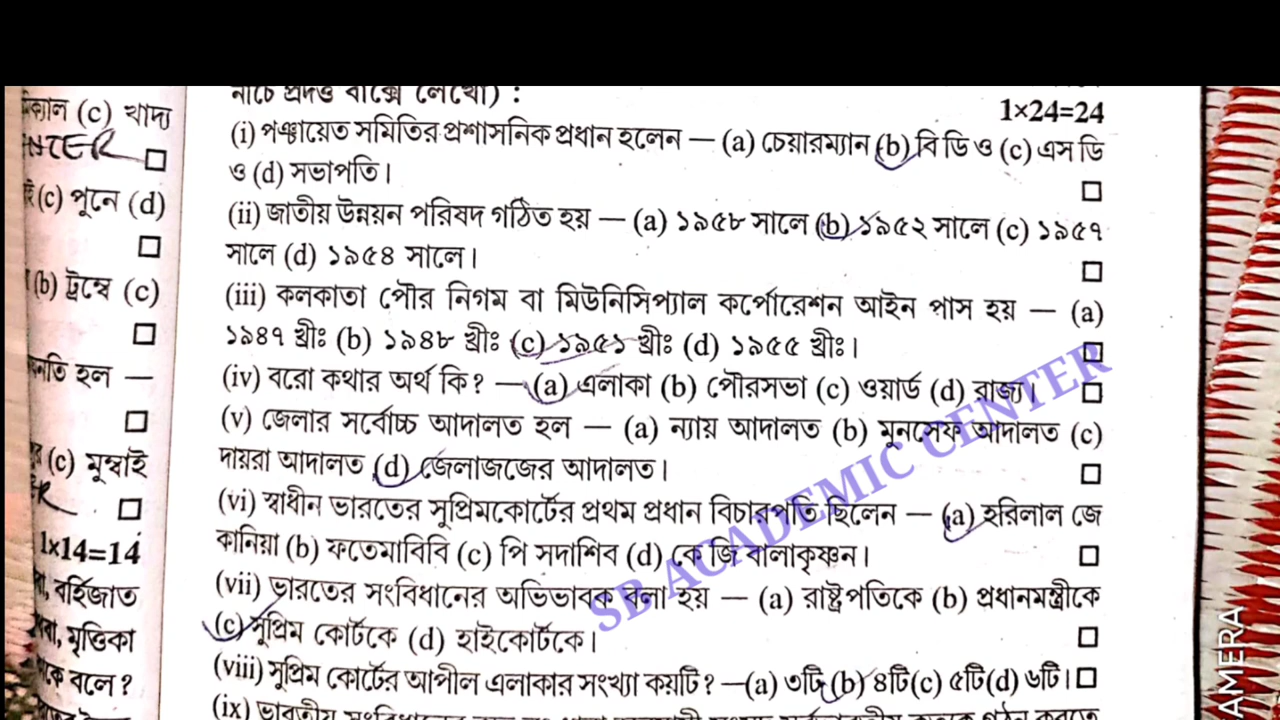 নীচে প্রদত্ত বাক্সে লেখো) :
1×24=24
(i) পঞ্চায়েত সমিতির প্রশাসনিক প্রধান হলেন — (a) চেয়ারম্যান (b) বি ডি ও (c) এস ডি
ও (d) সভাপতি।
(ii) জাতীয় উন্নয়ন পরিষদ গঠিত হয় — (a) ১৯৫৮ সালে (b) ১৯৫২ সালে (c) ১৯৫৭
সালে (d) ১৯৫৪ সালে।
(iii) কলকাতা পৌর নিগম বা মিউনিসিপ্যাল কর্পোরেশন আইন পাস হয় — (a)
১৯৪৭ খ্রীঃ (b) ১৯৪৮ খ্রীঃ (c) ১৯৫১ খ্রীঃ (d) ১৯৫৫ খ্রীঃ।
(iv) বরো কথার অর্থ কি? — (a) এলাকা (b) পৌরসভা (c) ওয়ার্ড (d) রাজ্য।
(v) জেলার সর্বোচ্চ আদালত হল — (a) ন্যায় আদালত (b) মুনসেফ আদালত (c)
দায়রা আদালত (d) জেলাজজের আদালত।
(vi) স্বাধীন ভারতের সুপ্রিমকোর্টের প্রথম প্রধান বিচারপতি ছিলেন — (a) হরিলাল জে
কানিয়া (b) ফতেমাবিবি (c) পি সদাশিব (d) কে জি বালাকৃষ্ণন।
(vii) ভারতের সংবিধানের অভিভাবক বলা হয় — (a) রাষ্ট্রপতিকে (b) প্রধানমন্ত্রীকে
(c) সুপ্রিম কোর্টকে (d) হাইকোর্টকে।
(viii) সুপ্রিম কোর্টের আপীল এলাকার সংখ্যা কয়টি? —(a) ৩টি (b) ৪টি(c) ৫টি(d) ৬টি।
(ix) ভারতীয়
(c) খাদ্য
(c) পুনে (d)
(b) ট্রম্বে (c)
হল —
(c) মুম্বাই
1×14=14
বর্হিজাত
মৃত্তিকা
বলে?
SB ACADEMIC CENTER
AMERA